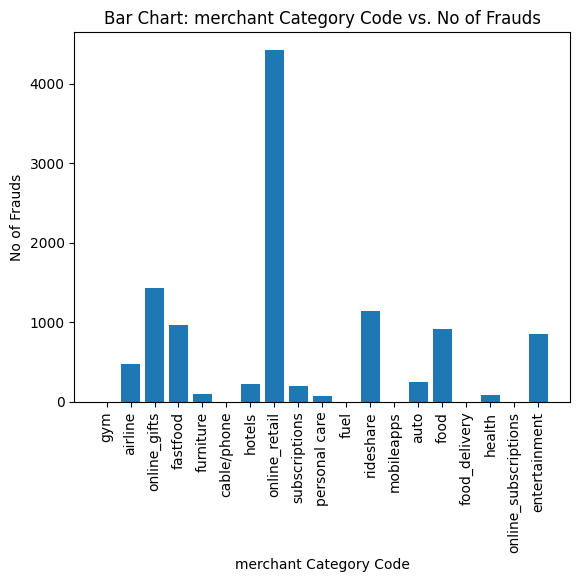 Bar Chart: merchant Category Code vs. No of Frauds
No of Frauds
4000
3000
2000
1000
0
gym
airline
online_gifts
fastfood
furniture
cable/phone
hotels
online_retail
subscriptions
personal care
fuel
rideshare
mobileapps
auto
food
food_delivery
health
online_subscriptions
entertainment
merchant Category Code